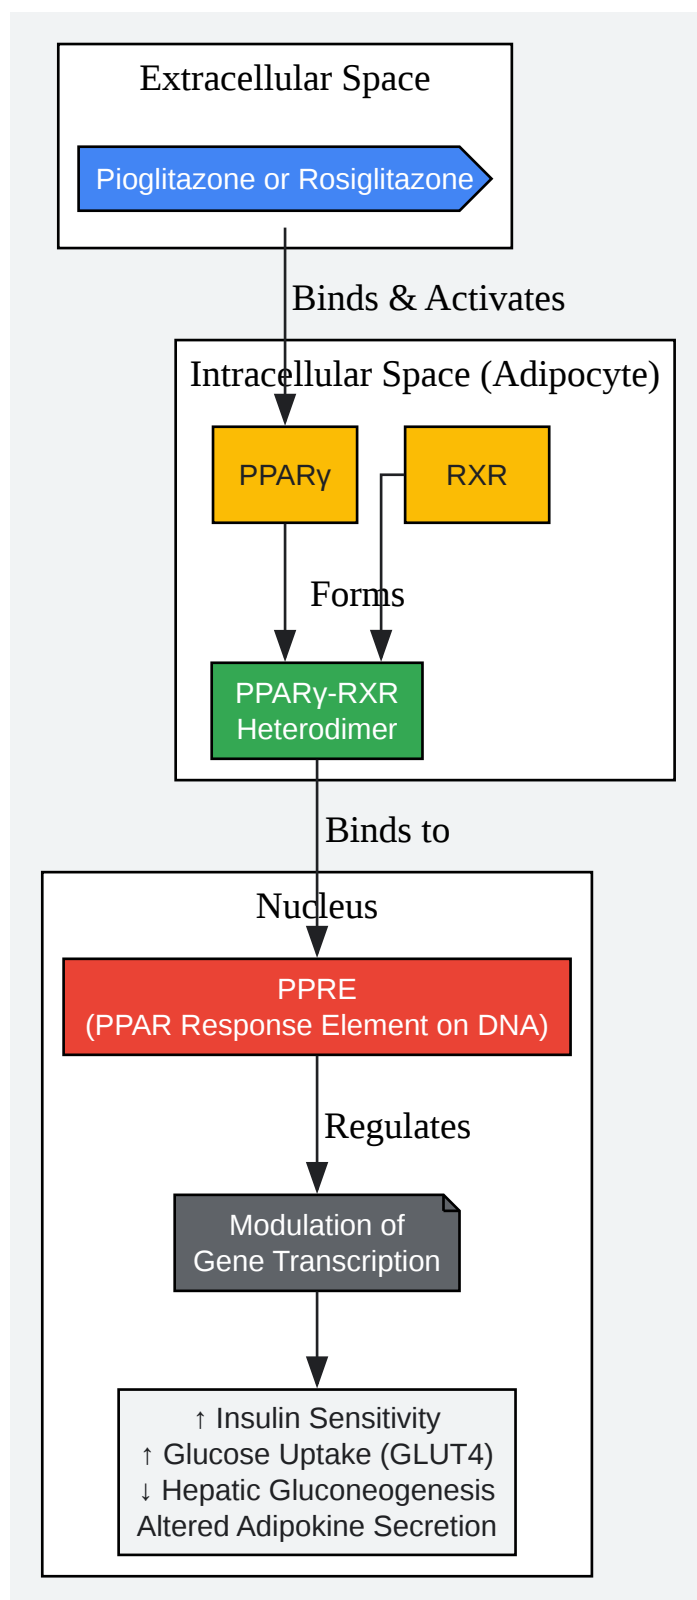 Extracellular Space
Pioglitazone or Rosiglitazone
Binds & Activates
Intracellular Space (Adipocyte)
PPARγ
RXR
Forms
PPARγ-RXR
Heterodimer
Binds to
Nucleus
PPRE
(PPAR Response Element on DNA)
Regulates
Modulation of
Gene Transcription
↑ Insulin Sensitivity
↑ Glucose Uptake (GLUT4)
↓ Hepatic Gluconeogenesis
Altered Adipokine Secretion